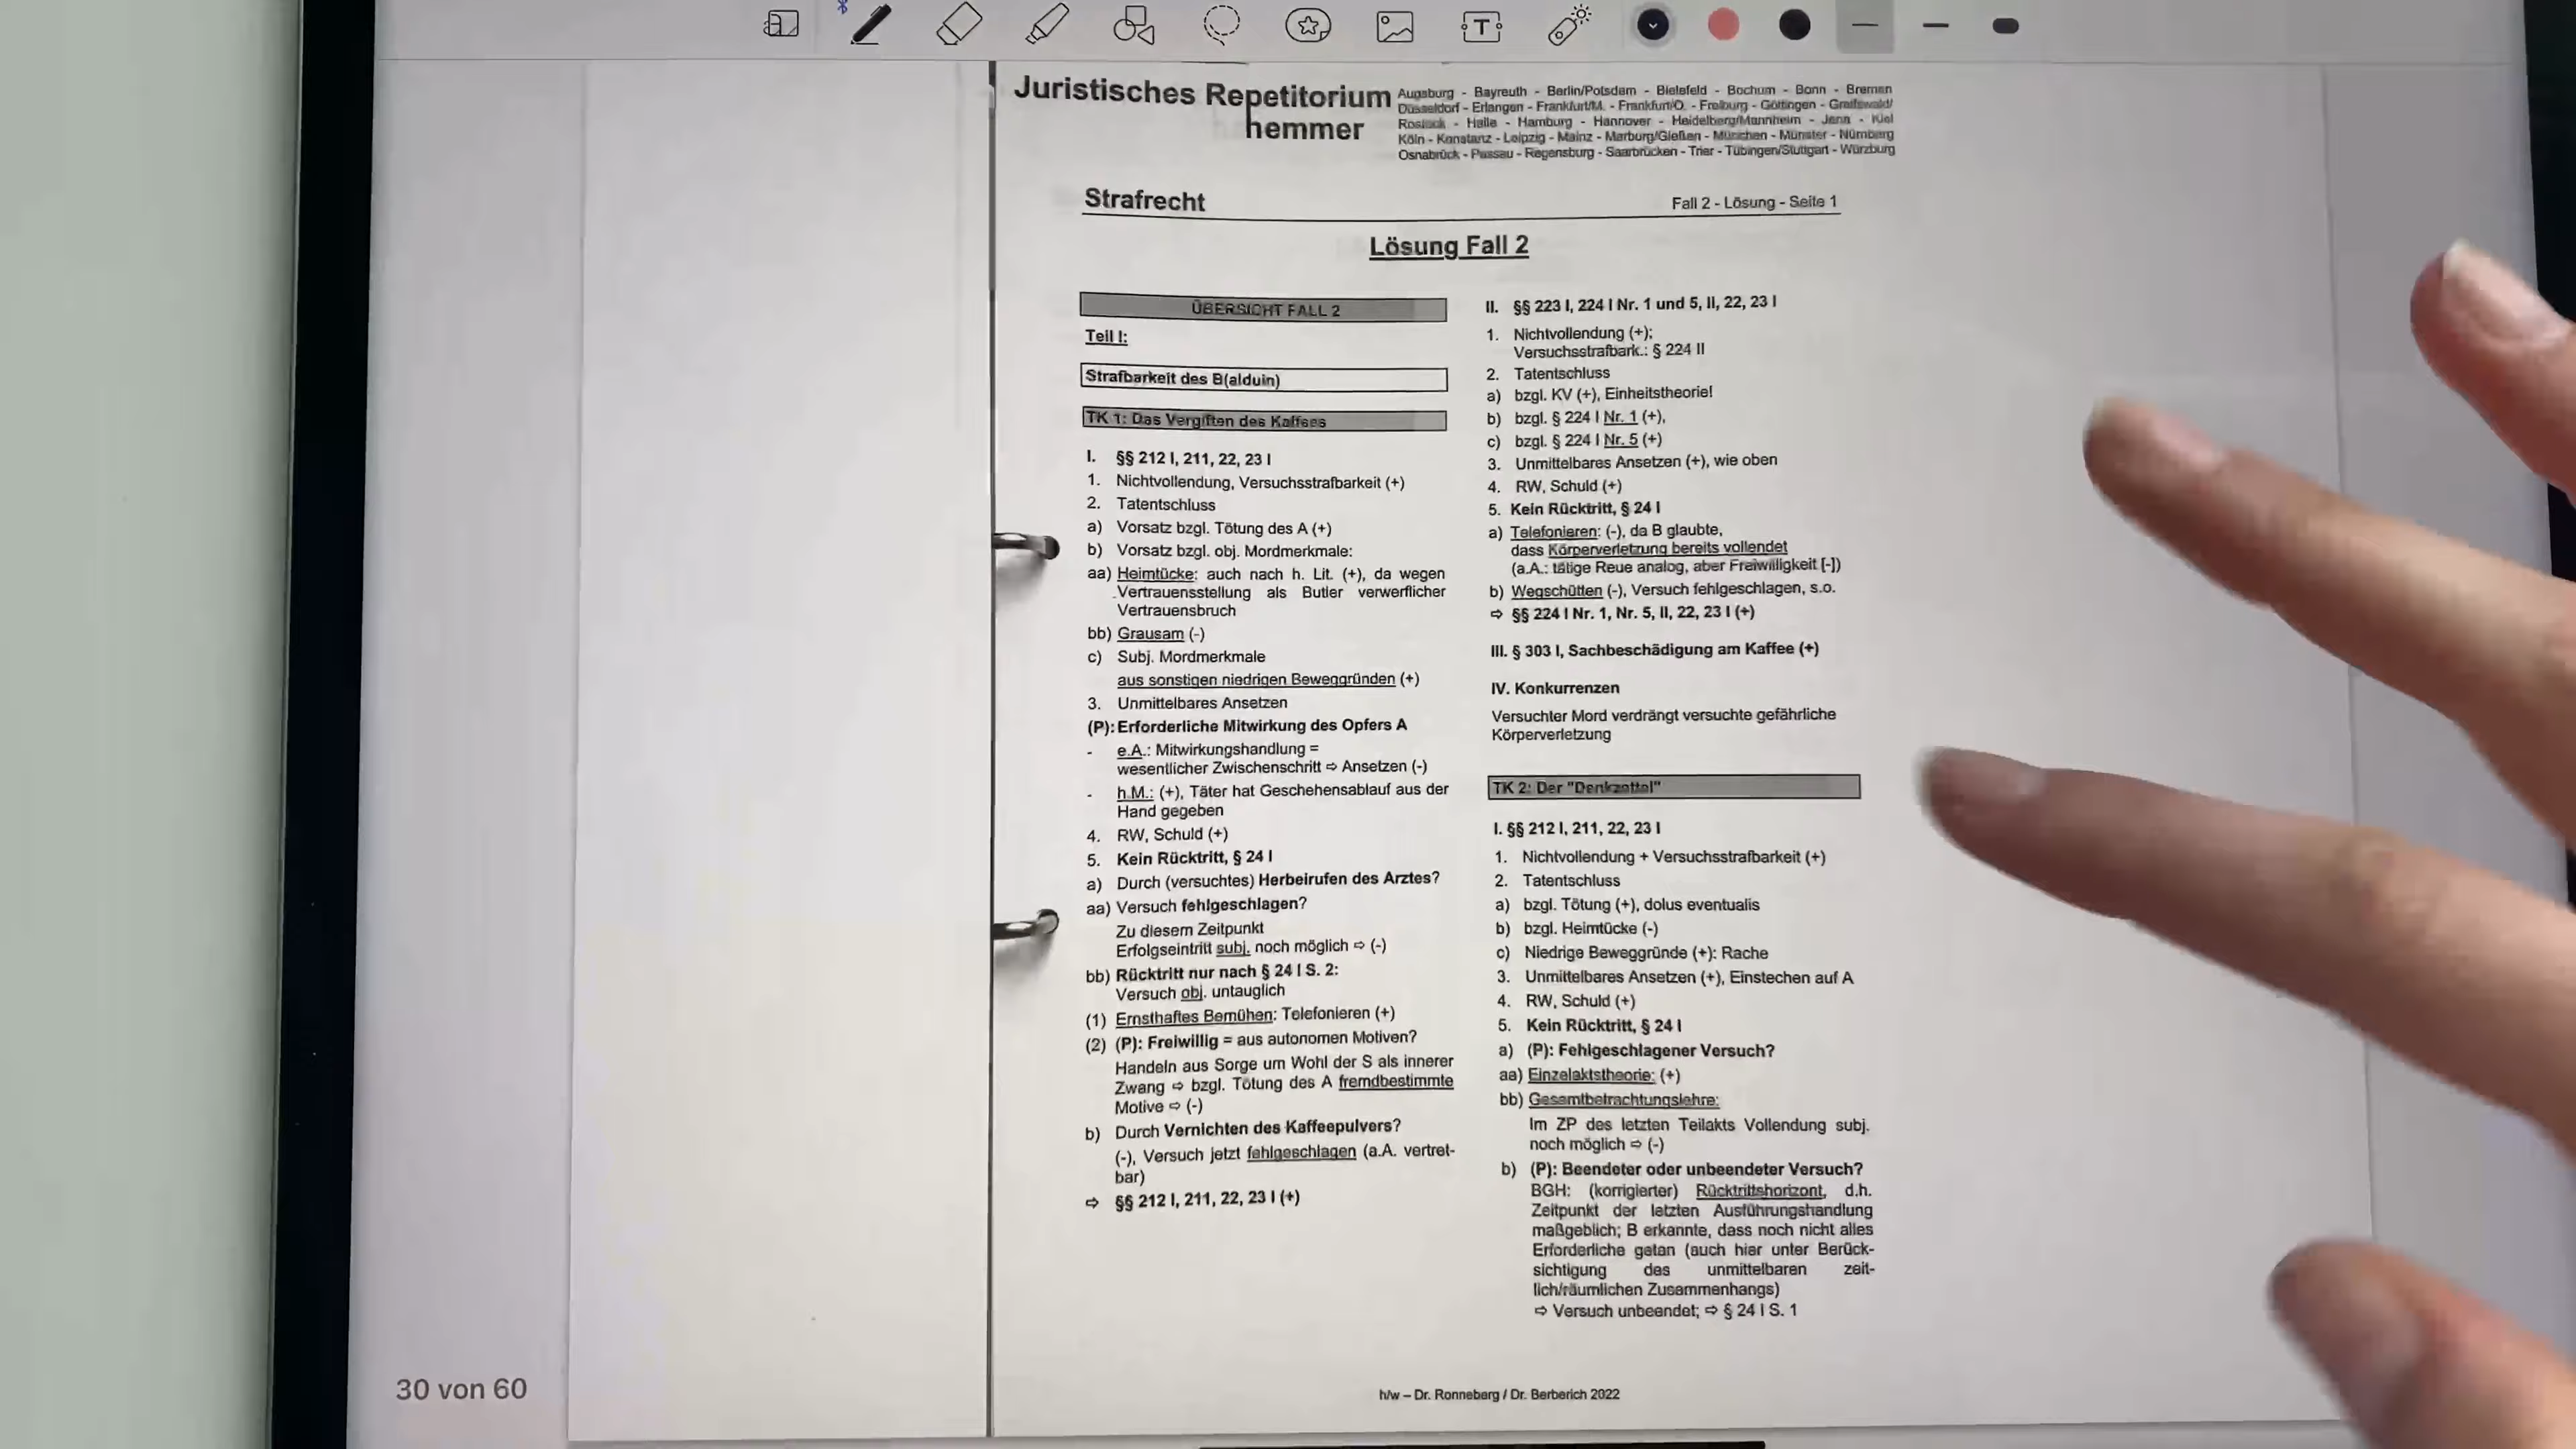 Juristisches Repetitorium
hemmer
Augsburg - Bayreuth - Berlin/Potsdam - Bielefeld - Bochum - Bonn - Bremen
Düsseldorf - Erlangen - Frankfurt/M. - Frankfurt/O. - Freiburg - Göttingen - Greifswald/
Rostock - Halle - Hamburg - Hannover - Heidelberg/Mannheim - Jena - Kiel
Köln - Konstanz - Leipzig - Mainz - Marburg/Gießen - München - Münster - Nürnberg
Osnabrück - Passau - Regensburg - Saarbrücken - Trier - Tübingen/Stuttgart - Würzburg
Strafrecht
Fall 2 - Lösung - Seite 1
Lösung Fall 2
ÜBERSICHT FALL 2
Teil I:
Strafbarkeit des B(alduin)
TK 1: Das Vergiften des Kaffees
I. §§ 212 I, 211, 22, 23 I
1. Nichtvollendung, Versuchsstrafbarkeit (+)
2. Tatentschluss
a) Vorsatz bzgl. Tötung des A (+)
b) Vorsatz bzgl. obj. Mordmerkmale:
aa) Heimtücke: auch nach h. Lit. (+), da wegen
Vertrauensstellung als Butler verwerflicher
Vertrauensbruch
bb) Grausam (-)
c) Subj. Mordmerkmale
aus sonstigen niedrigen Beweggründen (+)
3. Unmittelbares Ansetzen
(P): Erforderliche Mitwirkung des Opfers A
- e.A.: Mitwirkungshandlung =
wesentlicher Zwischenschritt ⇨ Ansetzen (-)
- h.M.: (+), Täter hat Geschehensablauf aus der
Hand gegeben
4. RW, Schuld (+)
5. Kein Rücktritt, § 24 I
a) Durch (versuchtes) Herbeirufen des Arztes?
aa) Versuch fehlgeschlagen?
Zu diesem Zeitpunkt
Erfolgseintritt subj. noch möglich ⇨ (-)
bb) Rücktritt nur nach § 24 I S. 2:
Versuch obj. untauglich
(1) Ernsthaftes Bemühen: Telefonieren (+)
(2) (P): Freiwillig = aus autonomen Motiven?
Handeln aus Sorge um Wohl der S als innerer
Zwang ⇨ bzgl. Tötung des A fremdbestimmte
Motive ⇨ (-)
b) Durch Vernichten des Kaffeepulvers?
(-), Versuch jetzt fehlgeschlagen (a.A. vertret-
bar)
⇨ §§ 212 I, 211, 22, 23 I (+)
II. §§ 223 I, 224 I Nr. 1 und 5, II, 22, 23 I
1. Nichtvollendung (+);
Versuchsstrafbark.: § 224 II
2. Tatentschluss
a) bzgl. KV (+), Einheitstheorie!
b) bzgl. § 224 I Nr. 1 (+),
c) bzgl. § 224 I Nr. 5 (+)
3. Unmittelbares Ansetzen (+), wie oben
4. RW, Schuld (+)
5. Kein Rücktritt, § 24 I
a) Telefonieren: (-), da B glaubte,
dass Körperverletzung bereits vollendet
(a.A.: tätige Reue analog, aber Freiwilligkeit [-])
b) Wegschütten (-), Versuch fehlgeschlagen, s.o.
⇨ §§ 224 I Nr. 1, Nr. 5, II, 22, 23 I (+)
III. § 303 I, Sachbeschädigung am Kaffee (+)
IV. Konkurrenzen
Versuchter Mord verdrängt versuchte gefährliche
Körperverletzung
TK 2: Der "Denkzettel"
I. §§ 212 I, 211, 22, 23 I
1. Nichtvollendung + Versuchsstrafbarkeit (+)
2. Tatentschluss
a) bzgl. Tötung (+), dolus eventualis
b) bzgl. Heimtücke (-)
c) Niedrige Beweggründe (+): Rache
3. Unmittelbares Ansetzen (+), Einstechen auf A
4. RW, Schuld (+)
5. Kein Rücktritt, § 24 I
a) (P): Fehlgeschlagener Versuch?
aa) Einzelaktstheorie: (+)
bb) Gesamtbetrachtungslehre:
Im ZP des letzten Teilakts Vollendung subj.
noch möglich ⇨ (-)
b) (P): Beendeter oder unbeendeter Versuch?
BGH: (korrigierter) Rücktrittshorizont, d.h.
Zeitpunkt der letzten Ausführungshandlung
maßgeblich; B erkannte, dass noch nicht alles
Erforderliche getan (auch hier unter Berück-
sichtigung des unmittelbaren zeit-
lich/räumlichen Zusammenhangs)
⇨ Versuch unbeendet; ⇨ § 24 I S. 1
30 von 60
h/w – Dr. Ronneberg / Dr. Berberich 2022